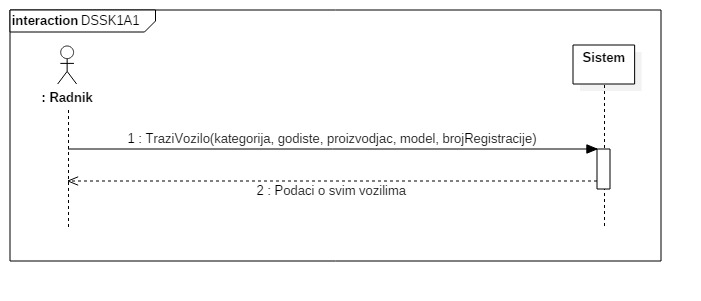 interaction DSSK1A1
Sistem
: Radnik
1 : TraziVozilo(kategorija, godiste, proizvodjac, model, brojRegistracije)
2 : Podaci o svim vozilima